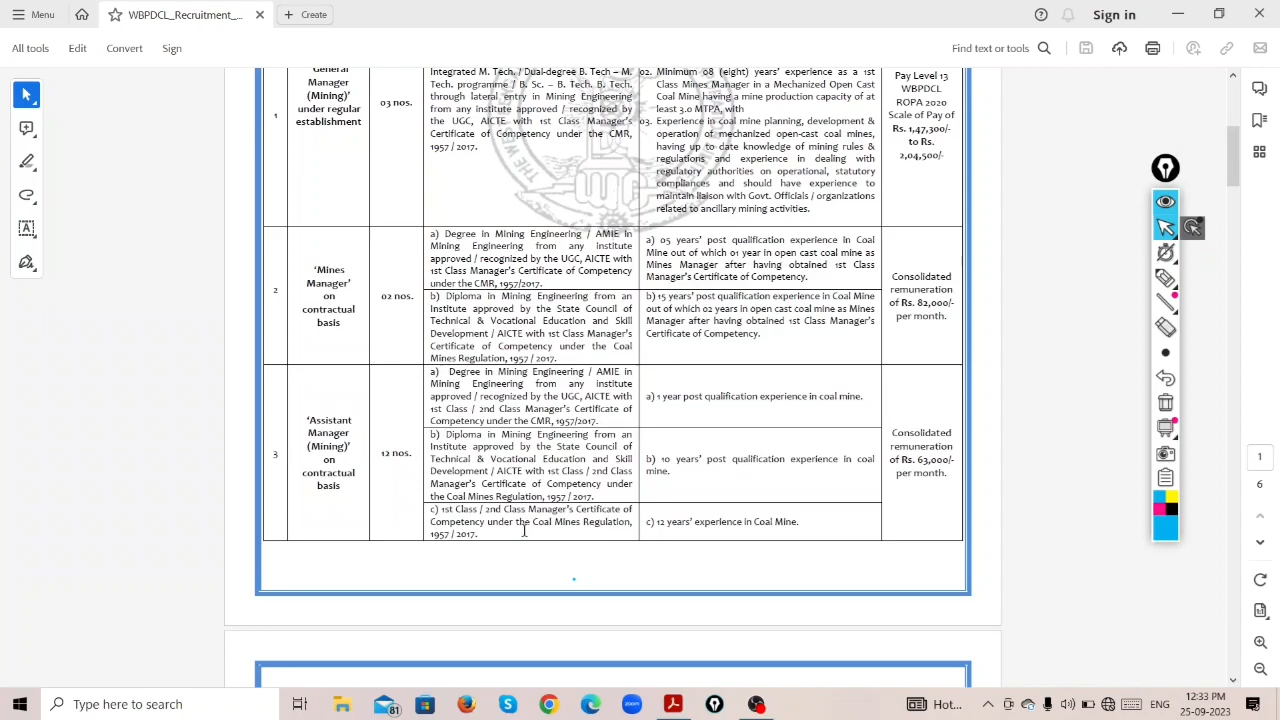 Menu
WBPDCL_Recruitment_...
Create
Sign in
All tools
Edit
Convert
Sign
Find text or tools
1
General
Manager
(Mining)'
under regular
establishment
03 nos.
Integrated M. Tech. / Dual-degree B. Tech – M.
Tech. programme / B. Sc. – B. Tech. B. Tech.
through lateral entry in Mining Engineering
from any institute approved / recognized by
the UGC, AICTE with 1st Class Manager's
Certificate of Competency under the CMR,
1957 / 2017.
02. Minimum 08 (eight) years' experience as a 1st
Class Mines Manager in a Mechanized Open Cast
Coal Mine having a mine production capacity of at
least 3.0 MTPA, with
03. Experience in coal mine planning, development &
operation of mechanized open-cast coal mines,
having up to date knowledge of mining rules &
regulations and experience in dealing with
regulatory authorities on operational, statutory
compliances and should have experience to
maintain liaison with Govt. Officials / organizations
related to ancillary mining activities.
Pay Level 13
WBPDCL
ROPA 2020
Scale of Pay of
Rs. 1,47,300/-
to Rs.
2,04,500/-
2
'Mines
Manager'
on
contractual
basis
02 nos.
a) Degree in Mining Engineering / AMIE in
Mining Engineering from any institute
approved / recognized by the UGC, AICTE with
1st Class Manager's Certificate of Competency
under the CMR, 1957/2017.
a) 05 years' post qualification experience in Coal
Mine out of which 01 year in open cast coal mine as
Mines Manager after having obtained 1st Class
Manager's Certificate of Competency.
b) Diploma in Mining Engineering from an
Institute approved by the State Council of
Technical & Vocational Education and Skill
Development / AICTE with 1st Class Manager's
Certificate of Competency under the Coal
Mines Regulation, 1957 / 2017.
b) 15 years' post qualification experience in Coal Mine
out of which 02 years in open cast coal mine as Mines
Manager after having obtained 1st Class Manager's
Certificate of Competency.
Consolidated
remuneration
of Rs. 82,000/-
per month.
3
'Assistant
Manager
(Mining)'
on
contractual
basis
12 nos.
a) Degree in Mining Engineering / AMIE in
Mining Engineering from any institute
approved / recognized by the UGC, AICTE with
1st Class / 2nd Class Manager's Certificate of
Competency under the CMR, 1957/2017.
a) 1 year post qualification experience in coal mine.
b) Diploma in Mining Engineering from an
Institute approved by the State Council of
Technical & Vocational Education and Skill
Development / AICTE with 1st Class / 2nd Class
Manager's Certificate of Competency under
the Coal Mines Regulation, 1957 / 2017.
b) 10 years' post qualification experience in coal
mine.
c) 1st Class / 2nd Class Manager's Certificate of
Competency under the Coal Mines Regulation,
1957 / 2017.
c) 12 years' experience in Coal Mine.
Consolidated
remuneration
of Rs. 63,000/-
per month.
1
6
Type here to search
81
zoom
Hot...
ENG
12:33 PM
25-09-2023